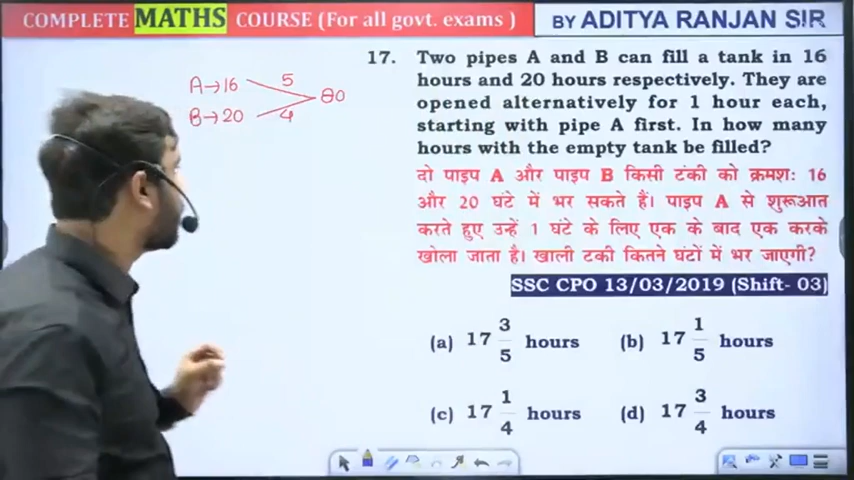 COMPLETE MATHS COURSE (For all govt. exams)
BY ADITYA RANJAN SIR
A→16 5
80
B→20 4
17. Two pipes A and B can fill a tank in 16
hours and 20 hours respectively. They are
opened alternatively for 1 hour each,
starting with pipe A first. In how many
hours with the empty tank be filled?
दो पाइप A और पाइप B किसी टंकी को क्रमशः 16
और 20 घंटे में भर सकते हैं। पाइप A से शुरूआत
करते हुए उन्हें 1 घंटे के लिए एक के बाद एक करके
खोला जाता है। खाली टकी कितने घंटों में भर जाएगी?
SSC CPO 13/03/2019 (Shift- 03)
(a) 17 3/5 hours (b) 17 1/5 hours
(c) 17 1/4 hours (d) 17 3/4 hours